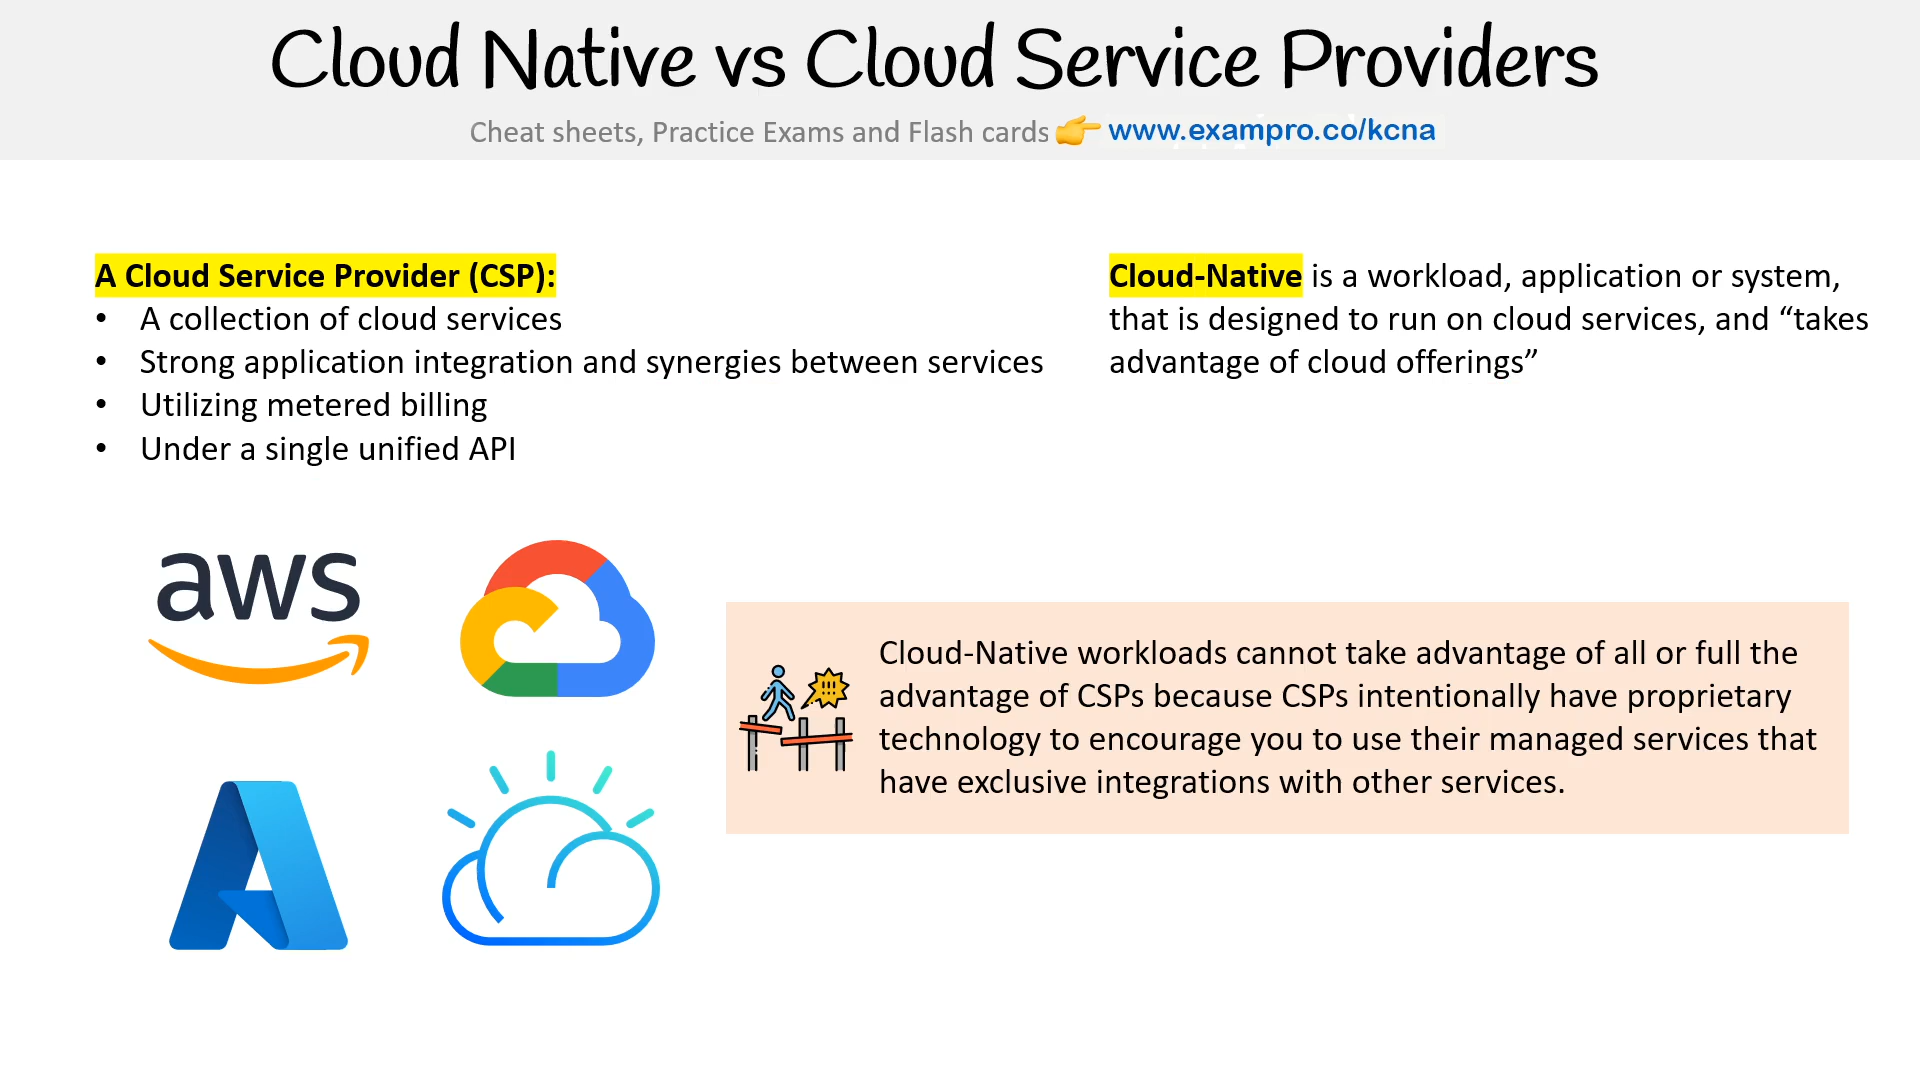 Cloud Native vs Cloud Service Providers
Cheat sheets, Practice Exams and Flash cards 👉 www.exampro.co/kcna
A Cloud Service Provider (CSP):
• A collection of cloud services
• Strong application integration and synergies between services
• Utilizing metered billing
• Under a single unified API
Cloud-Native is a workload, application or system,
that is designed to run on cloud services, and “takes
advantage of cloud offerings”
aws
Cloud-Native workloads cannot take advantage of all or full the
advantage of CSPs because CSPs intentionally have proprietary
technology to encourage you to use their managed services that
have exclusive integrations with other services.